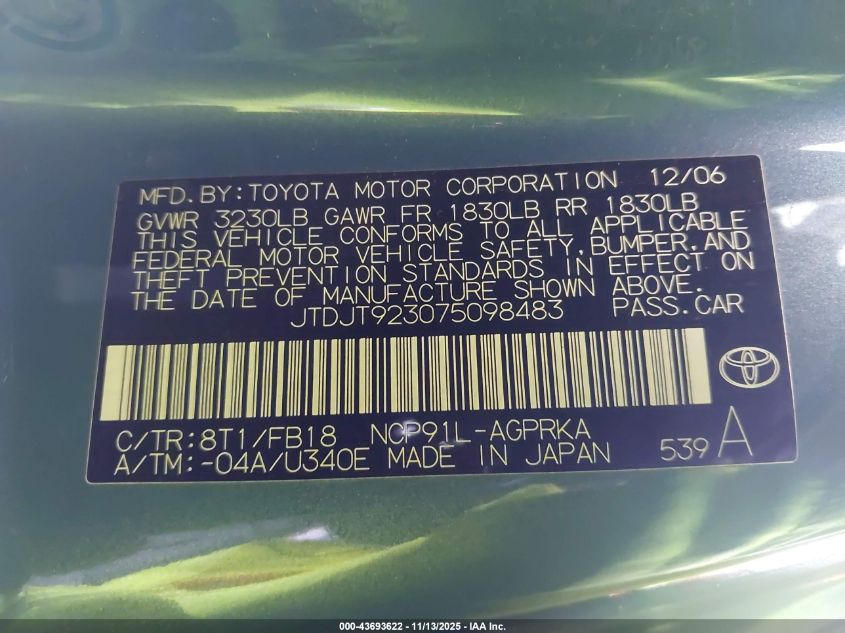 MFD.BY:TOYOTA MOTOR CORPORATION 12/06
GVWR 3230LB GAWR FR 1830LB RR 1830LB
THIS VEHICLE CONFORMS TO ALL APPLICABLE
FEDERAL MOTOR VEHICLE SAFETY,BUMPER,AND
THEFT PREVENTION STANDARDS IN EFFECT ON
THE DATE OF MANUFACTURE SHOWN ABOVE.
JTDJT923075098483 PASS.CAR
C/TR:8T1/FB18 NCP91L-AGPRKA
A/TM:-04A/U340E MADE IN JAPAN 539 A
000-43693622 - 11/13/2025 - IAA Inc.